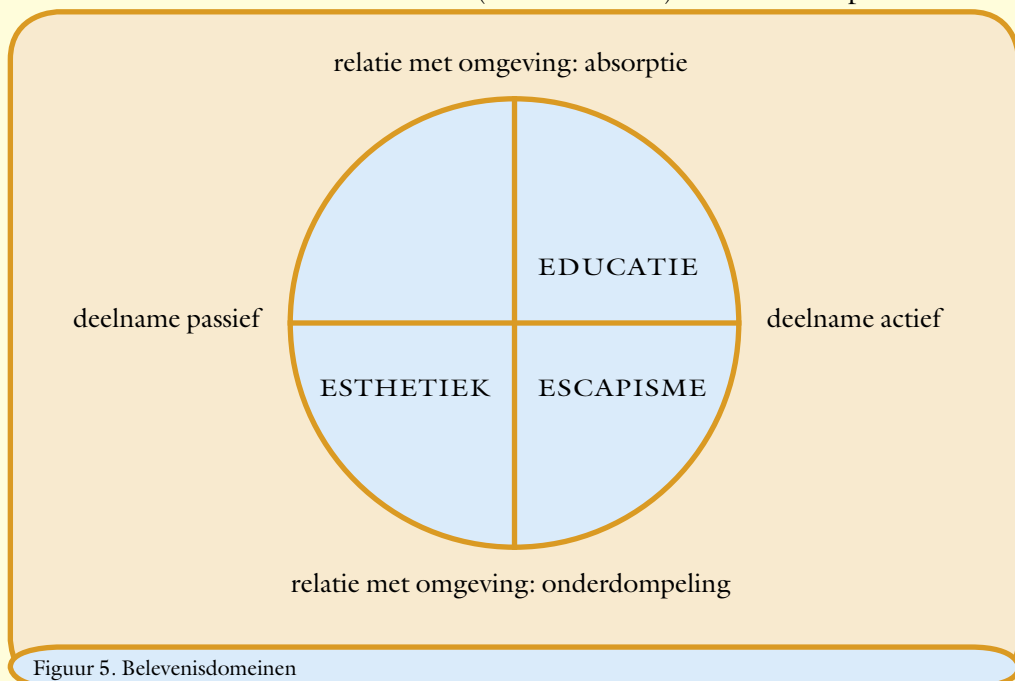 relatie met omgeving: absorptie
EDUCATIE
deelname passief
deelname actief
ESTHETIEK
ESCAPISME
relatie met omgeving: onderdompeling
Figuur 5. Belevenisdomeinen